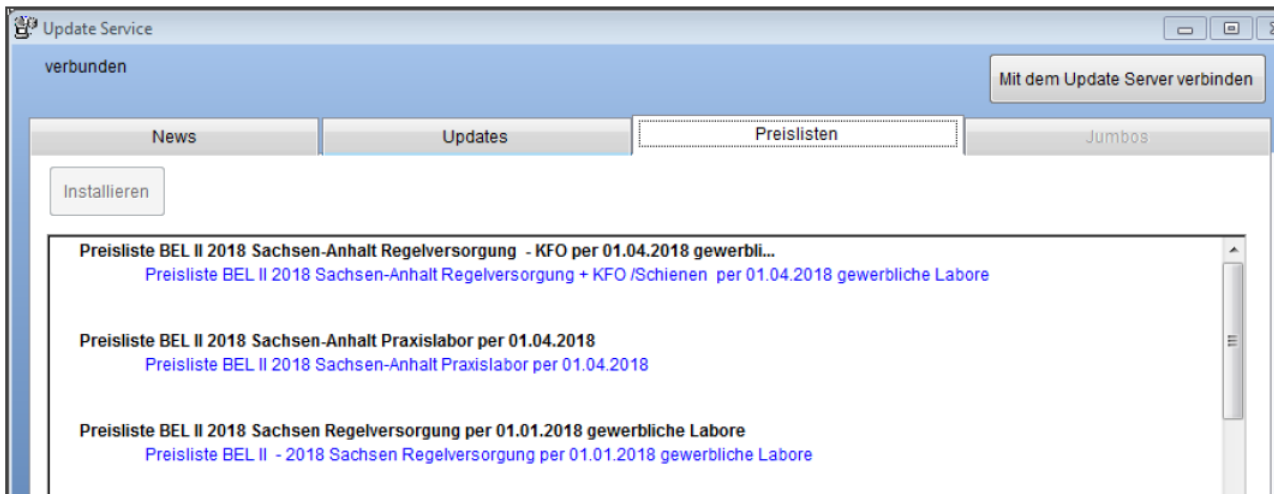 Update Service
verbunden
Mit dem Update Server verbinden
News
Updates
Preislisten
Jumbos
Installieren
Preisliste BEL II 2018 Sachsen-Anhalt Regelversorgung  - KFO per 01.04.2018 gewerbli...
Preisliste BEL II 2018 Sachsen-Anhalt Regelversorgung + KFO /Schienen  per 01.04.2018 gewerbliche Labore
Preisliste BEL II 2018 Sachsen-Anhalt Praxislabor per 01.04.2018
Preisliste BEL II 2018 Sachsen-Anhalt Praxislabor per 01.04.2018
Preisliste BEL II 2018 Sachsen Regelversorgung per 01.01.2018 gewerbliche Labore
Preisliste BEL II  - 2018 Sachsen Regelversorgung per 01.01.2018 gewerbliche Labore